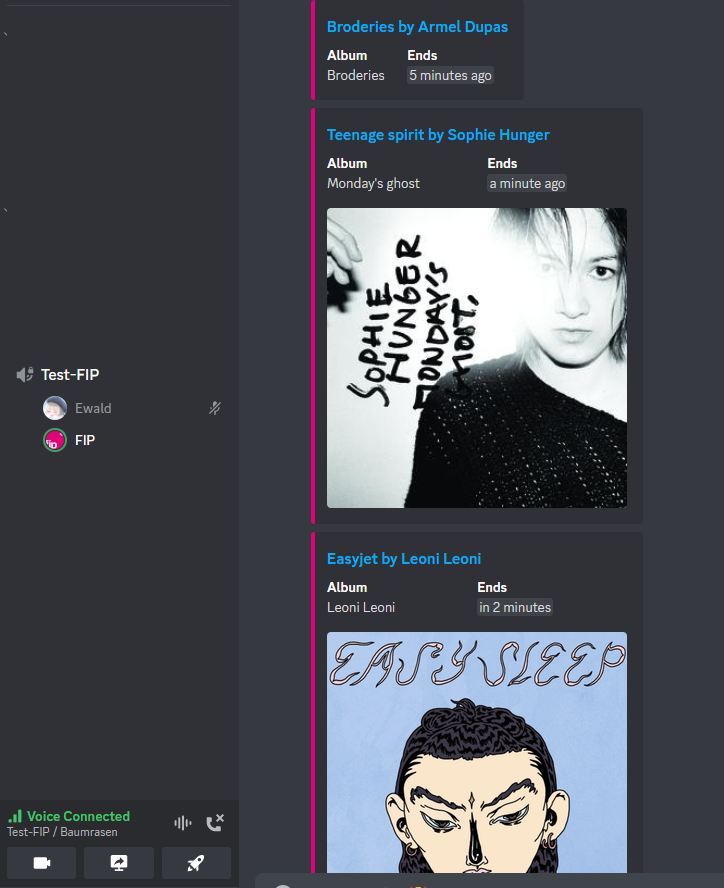 Test-FIP
Ewald
fip
FIP
Voice Connected
Test-FIP / Baumrasen
Broderies by Armel Dupas
Album Ends
Broderies 5 minutes ago
Teenage spirit by Sophie Hunger
Album Ends
Monday's ghost a minute ago
SOPHIE
HUNGER
MONDAY'S
Easyjet by Leoni Leoni
Album Ends
Leoni Leoni in 2 minutes
EASY SLEEP